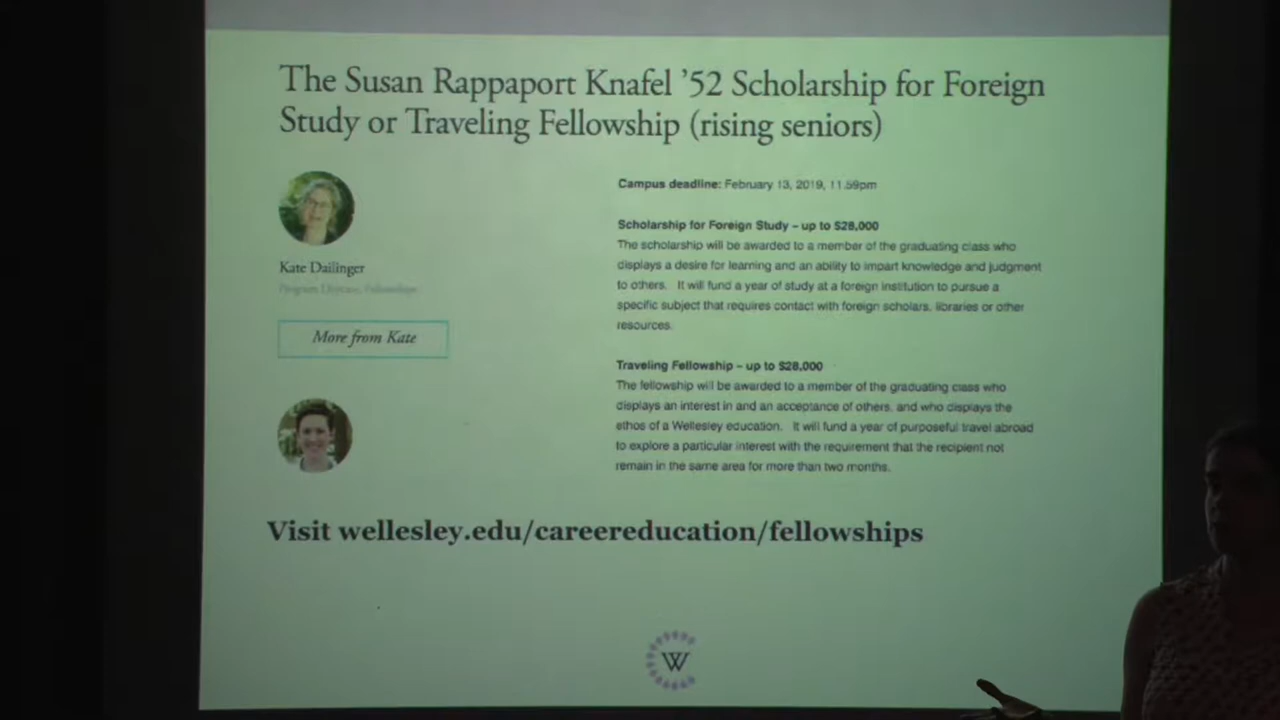 The Susan Rappaport Knafel '52 Scholarship for Foreign
Study or Traveling Fellowship (rising seniors)
Kate Dailinger
Program Director, Fellowships
More from Kate
Campus deadline: February 13, 2019, 11:59pm
Scholarship for Foreign Study – up to $28,000
The scholarship will be awarded to a member of the graduating class who
displays a desire for learning and an ability to impart knowledge and judgment
to others. It will fund a year of study at a foreign institution to pursue a
specific subject that requires contact with foreign scholars, libraries or other
resources.
Traveling Fellowship – up to $28,000
The fellowship will be awarded to a member of the graduating class who
displays an interest in and an acceptance of others, and who displays the
ethos of a Wellesley education. It will fund a year of purposeful travel abroad
to explore a particular interest with the requirement that the recipient not
remain in the same area for more than two months.
Visit wellesley.edu/careereducation/fellowships
W